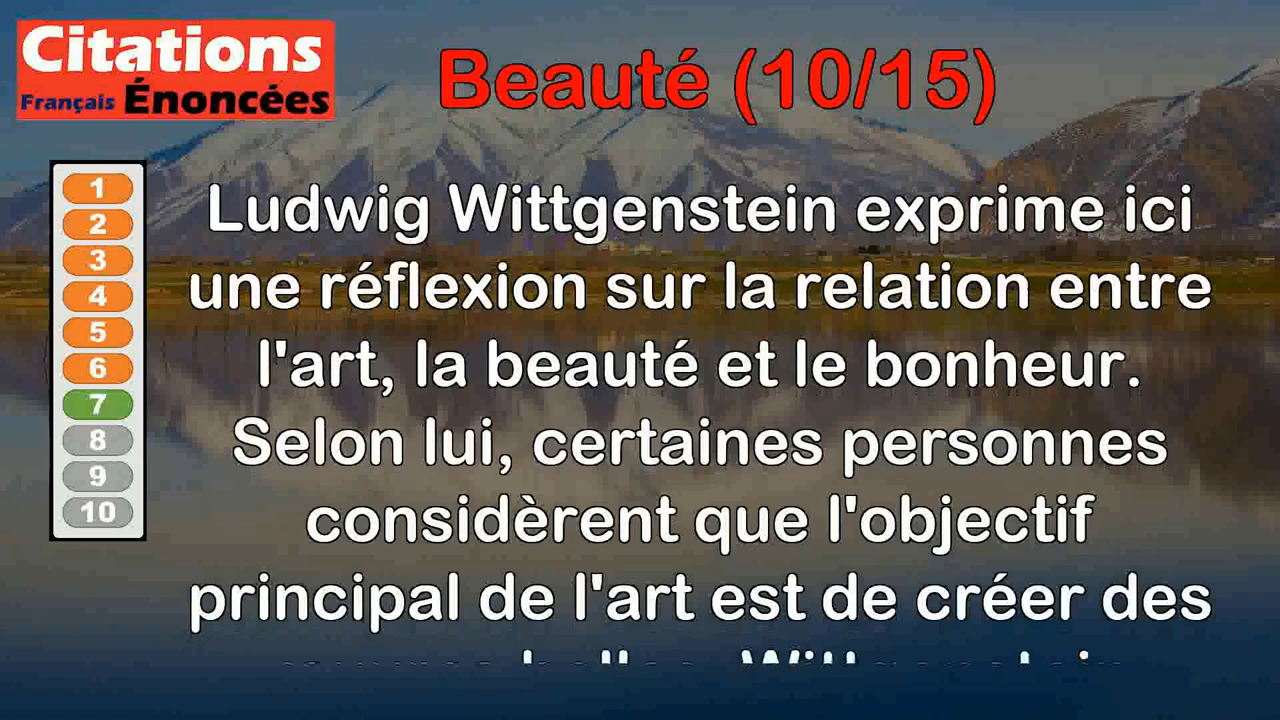 Citations
Français Énoncées
Beauté (10/15)
1
2
3
4
5
6
7
8
9
10
Ludwig Wittgenstein exprime ici
une réflexion sur la relation entre
l'art, la beauté et le bonheur.
Selon lui, certaines personnes
considèrent que l'objectif
principal de l'art est de créer des